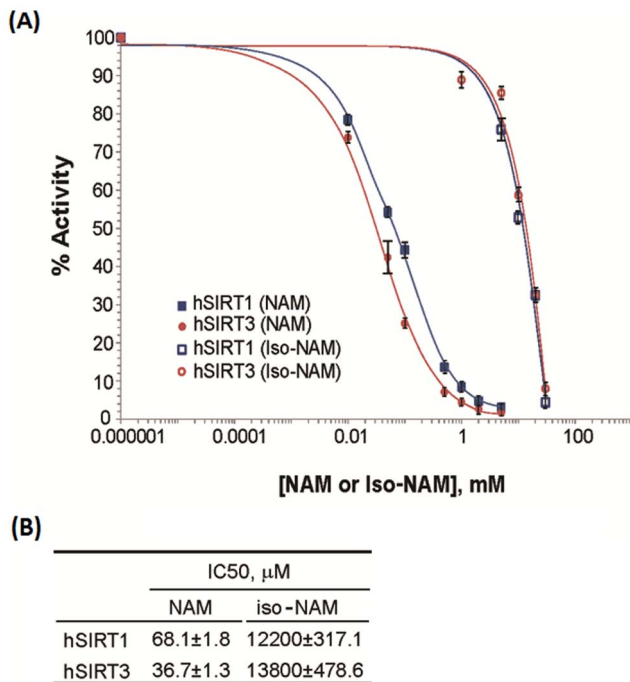 (A)
% Activity
100
90
80
70
60
50
40
30
20
10
0
hSIRT1 (NAM)
hSIRT3 (NAM)
hSIRT1 (Iso-NAM)
hSIRT3 (Iso-NAM)
0.000001 0.0001 0.01 1 100
[NAM or Iso-NAM], mM
(B)
IC50, μM
NAM iso-NAM
hSIRT1 68.1±1.8 12200±317.1
hSIRT3 36.7±1.3 13800±478.6